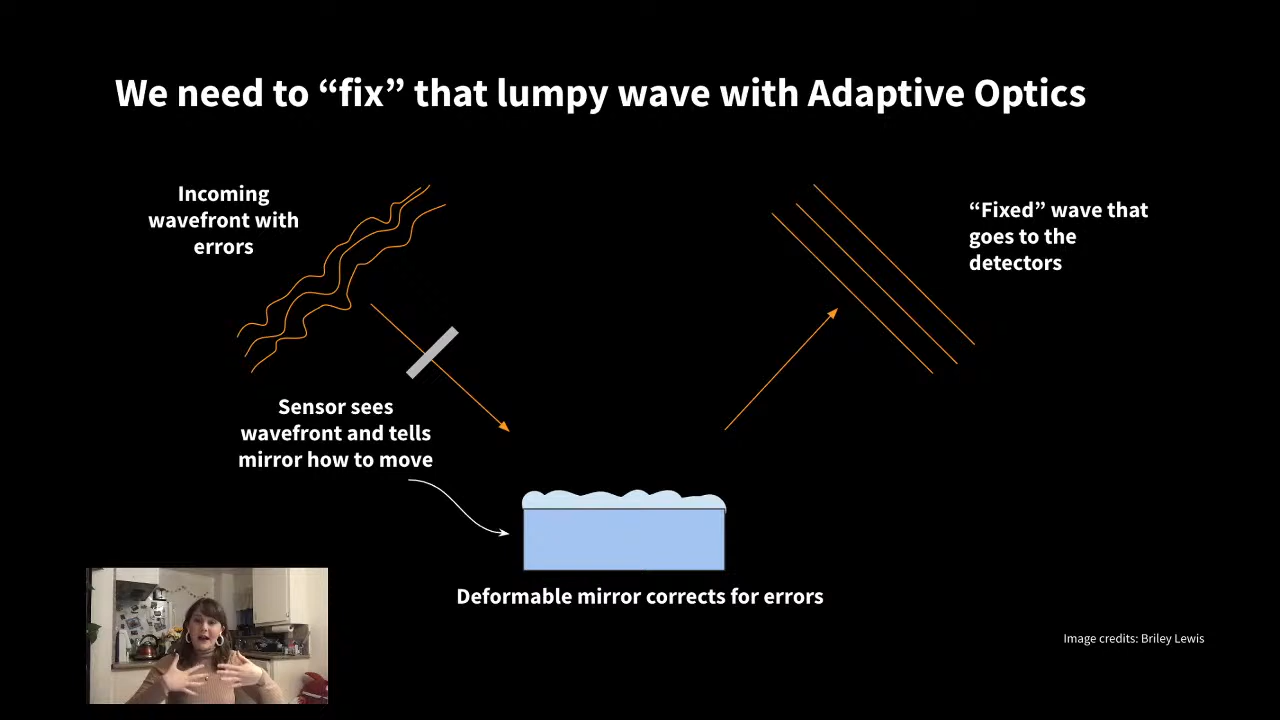 We need to “fix” that lumpy wave with Adaptive Optics
Incoming
wavefront with
errors
“Fixed” wave that
goes to the
detectors
Sensor sees
wavefront and tells
mirror how to move
Deformable mirror corrects for errors
Image credits: Briley Lewis